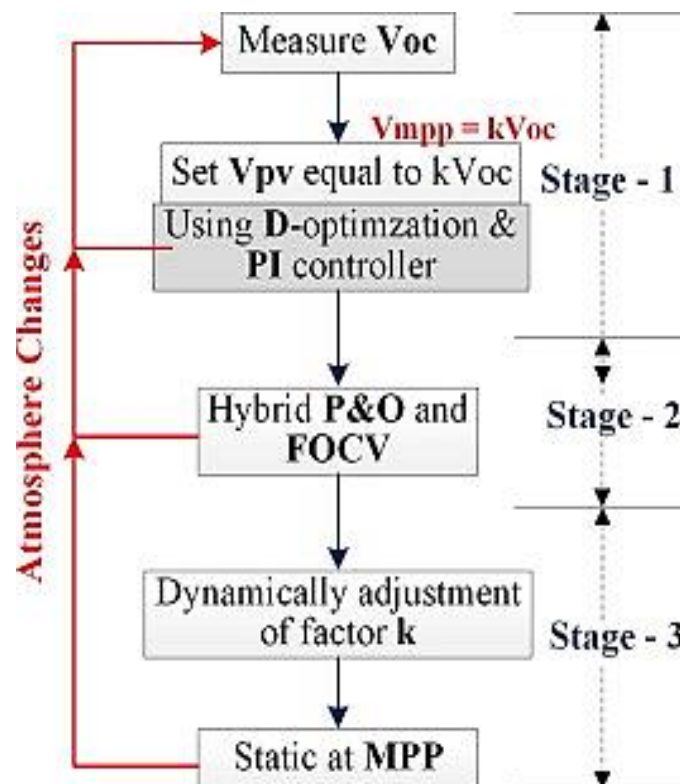 Measure Voc
Vmpp = kVoc
Set Vpv equal to kVoc
Using D-optimzation &
PI controller
Stage - 1
Hybrid P&O and
FOCV
Stage - 2
Dynamically adjustment
of factor k
Stage - 3
Static at MPP
Atmosphere Changes